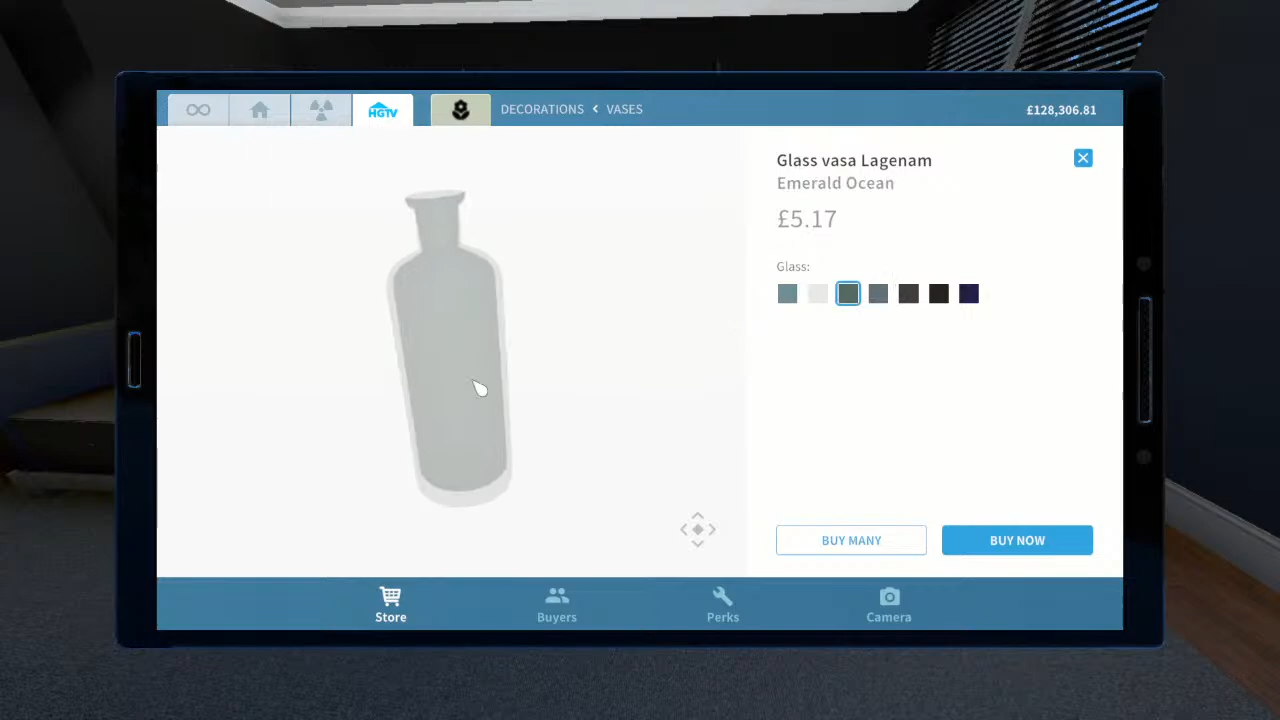 HGTV
DECORATIONS < VASES
£128,306.81
Glass vasa Lagenam
Emerald Ocean
£5.17
Glass:
BUY MANY
BUY NOW
Store
Buyers
Perks
Camera